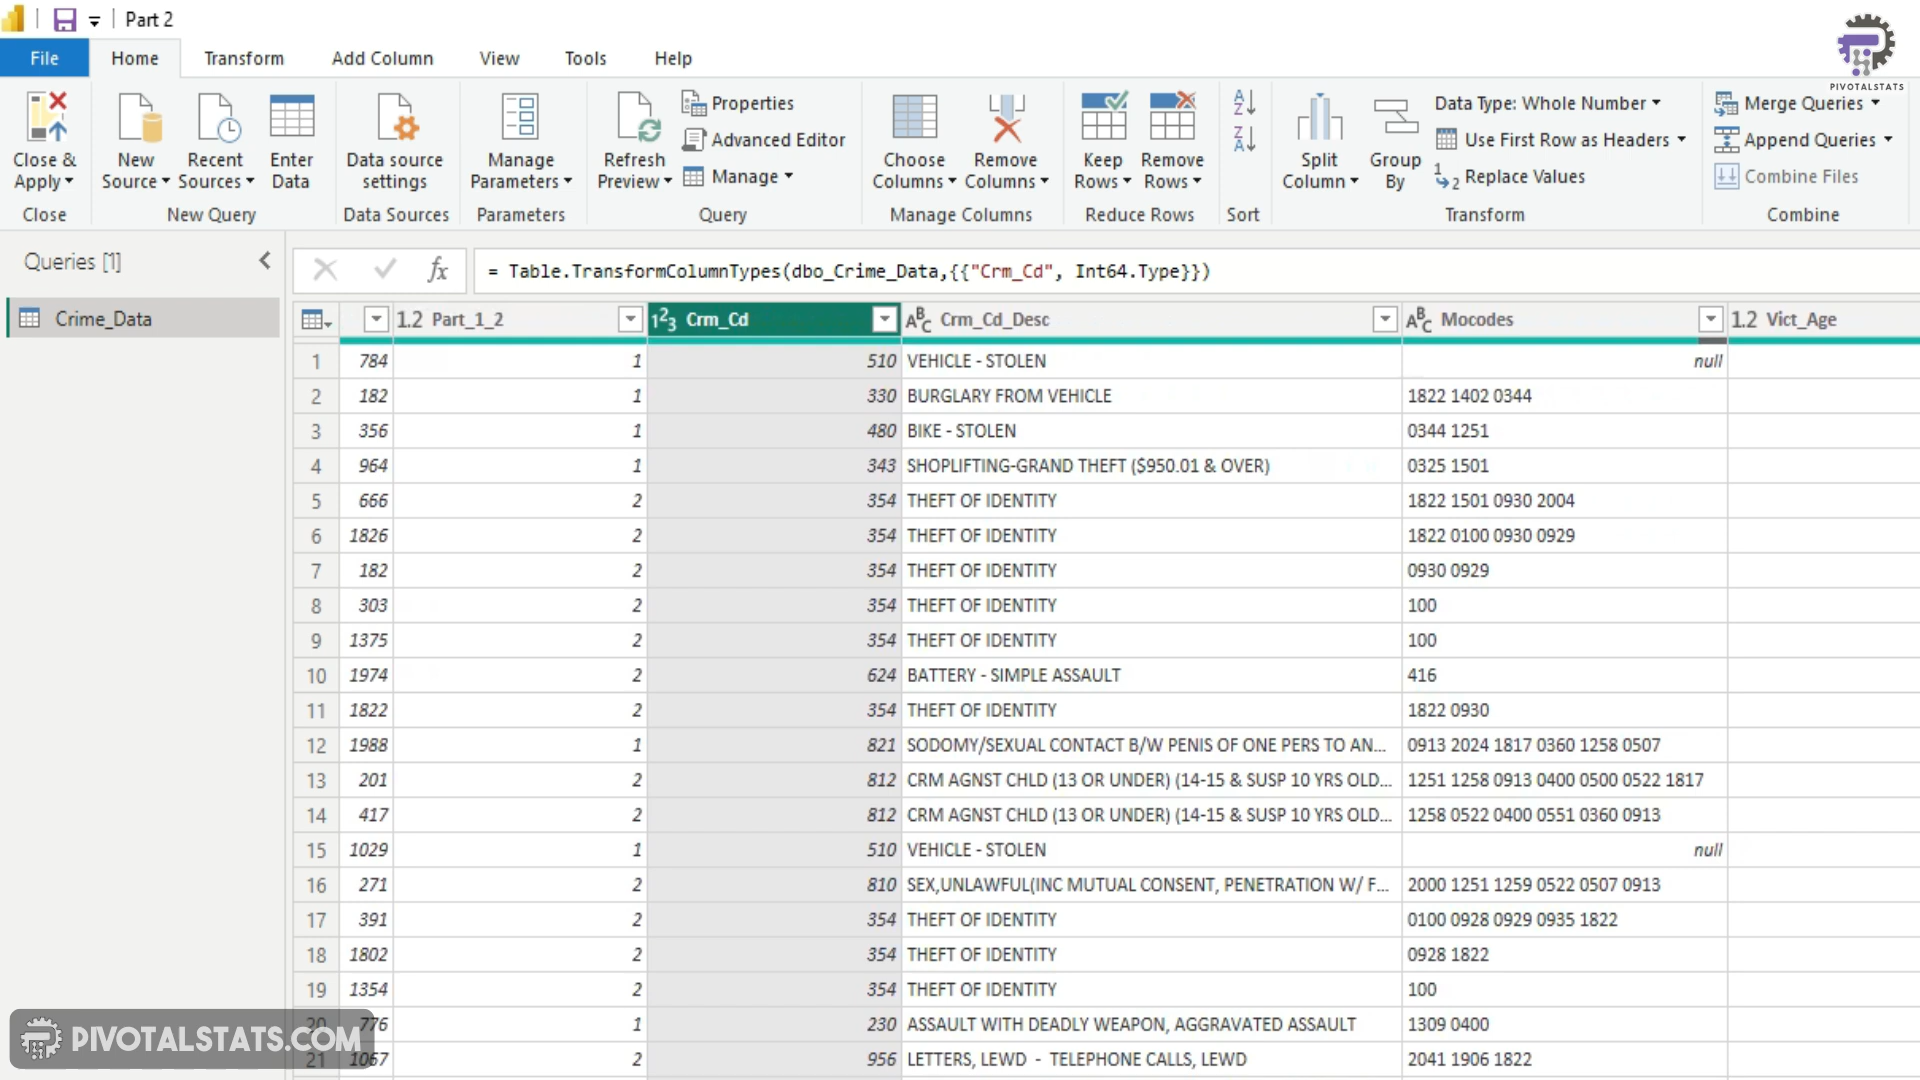 Part 2
File Home Transform Add Column View Tools Help
PIVOTALSTATS
Close & Apply
New Source
Recent Sources
Enter Data
Data source settings
Manage Parameters
Refresh Preview
Properties
Advanced Editor
Manage
Choose Columns
Remove Columns
Keep Rows
Remove Rows
Split Column
Group By
Data Type: Whole Number
Use First Row as Headers
1 2 Replace Values
Merge Queries
Append Queries
Combine Files
Close New Query Data Sources Parameters Query Manage Columns Reduce Rows Sort Transform Combine
Queries [1]
Crime_Data
fx = Table.TransformColumnTypes(dbo_Crime_Data,{{"Crm_Cd", Int64.Type}})
1.2 Part_1_2 123 Crm_Cd ABC Crm_Cd_Desc ABC Mocodes 1.2 Vict_Age
1 784 1 510 VEHICLE - STOLEN null
2 182 1 330 BURGLARY FROM VEHICLE 1822 1402 0344
3 356 1 480 BIKE - STOLEN 0344 1251
4 964 1 343 SHOPLIFTING-GRAND THEFT ($950.01 & OVER) 0325 1501
5 666 2 354 THEFT OF IDENTITY 1822 1501 0930 2004
6 1826 2 354 THEFT OF IDENTITY 1822 0100 0930 0929
7 182 2 354 THEFT OF IDENTITY 0930 0929
8 303 2 354 THEFT OF IDENTITY 100
9 1375 2 354 THEFT OF IDENTITY 100
10 1974 2 624 BATTERY - SIMPLE ASSAULT 416
11 1822 2 354 THEFT OF IDENTITY 1822 0930
12 1988 1 821 SODOMY/SEXUAL CONTACT B/W PENIS OF ONE PERS TO AN... 0913 2024 1817 0360 1258 0507
13 201 2 812 CRM AGNST CHLD (13 OR UNDER) (14-15 & SUSP 10 YRS OLD... 1251 1258 0913 0400 0500 0522 1817
14 417 2 812 CRM AGNST CHLD (13 OR UNDER) (14-15 & SUSP 10 YRS OLD... 1258 0522 0400 0551 0360 0913
15 1029 1 510 VEHICLE - STOLEN null
16 271 2 810 SEX,UNLAWFUL(INC MUTUAL CONSENT, PENETRATION W/ F... 2000 1251 1259 0522 0507 0913
17 391 2 354 THEFT OF IDENTITY 0100 0928 0929 0935 1822
18 1802 2 354 THEFT OF IDENTITY 0928 1822
19 1354 2 354 THEFT OF IDENTITY 100
20 776 1 230 ASSAULT WITH DEADLY WEAPON, AGGRAVATED ASSAULT 1309 0400
21 1067 2 956 LETTERS, LEWD - TELEPHONE CALLS, LEWD 2041 1906 1822
PIVOTALSTATS.COM